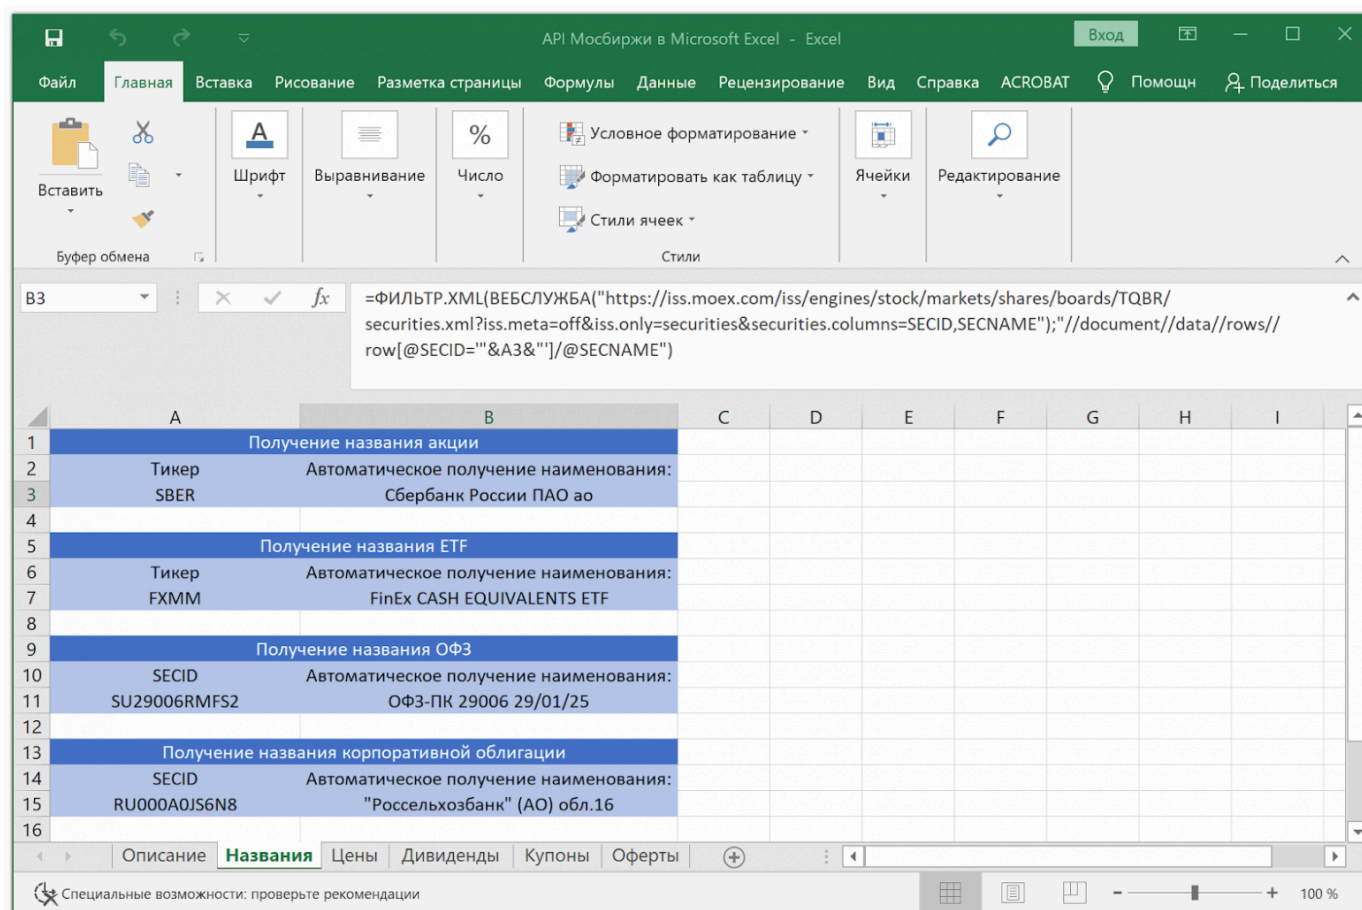 API Мосбиржи в Microsoft Excel - Excel
Вход
Файл Главная Вставка Рисование Разметка страницы Формулы Данные Рецензирование Вид Справка ACROBAT Помощн Поделиться
Вставить
Буфер обмена
Шрифт
Выравнивание
%
Число
Условное форматирование
Форматировать как таблицу
Стили ячеек
Стили
Ячейки
Редактирование
B3
fx
=ФИЛЬТР.XML(ВЕБСЛУЖБА("https://iss.moex.com/iss/engines/stock/markets/shares/boards/TQBR/
securities.xml?iss.meta=off&iss.only=securities&securities.columns=SECID,SECNAME");"//document//data//rows//
row[@SECID='"&A3&"']/@SECNAME")
A B C D E F G H I
1 Получение названия акции
2 Тикер Автоматическое получение наименования:
3 SBER Сбербанк России ПАО ао
4
5 Получение названия ETF
6 Тикер Автоматическое получение наименования:
7 FXMM FinEx CASH EQUIVALENTS ETF
8
9 Получение названия ОФЗ
10 SECID Автоматическое получение наименования:
11 SU29006RMFS2 ОФЗ-ПК 29006 29/01/25
12
13 Получение названия корпоративной облигации
14 SECID Автоматическое получение наименования:
15 RU000A0JS6N8 "Россельхозбанк" (АО) обл.16
16
Описание Названия Цены Дивиденды Купоны Оферты
Специальные возможности: проверьте рекомендации
100 %